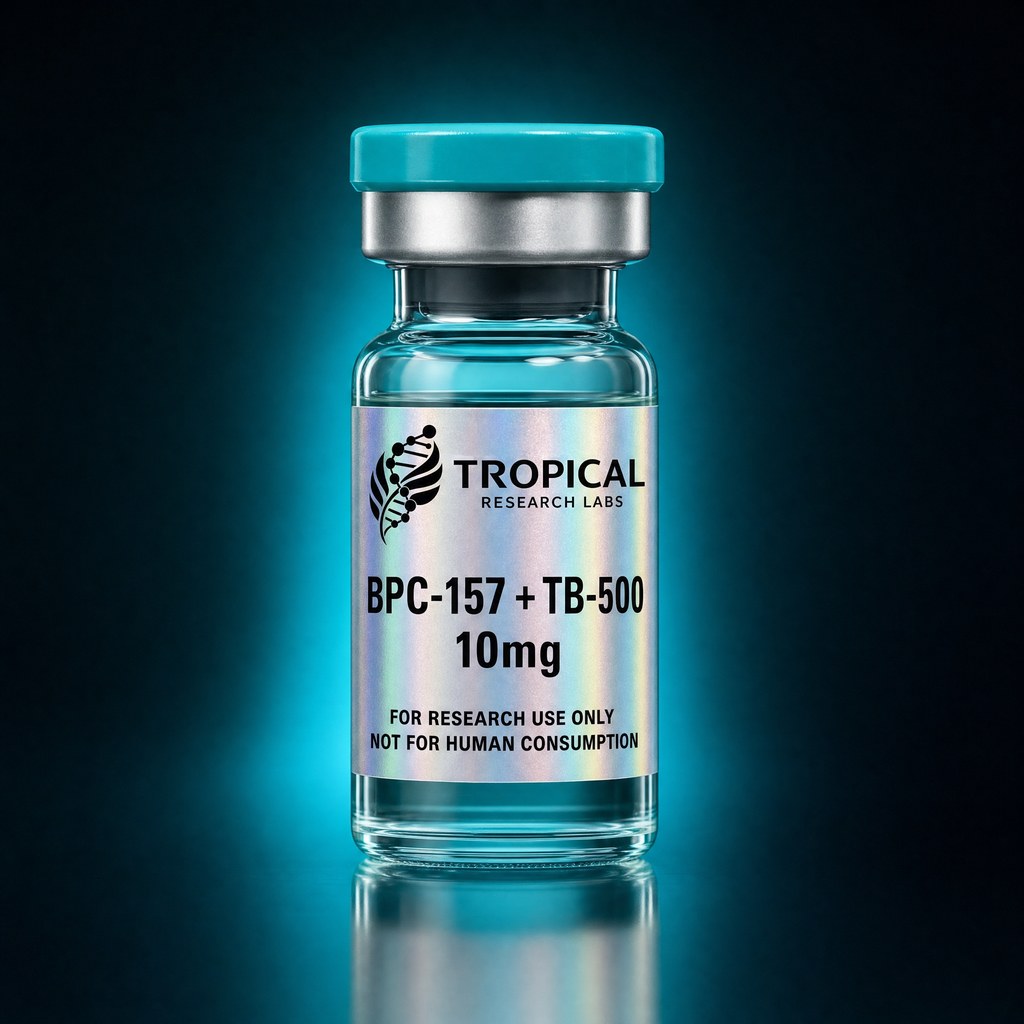 TROPICAL
RESEARCH LABS
BPC-157 + TB-500
10mg
FOR RESEARCH USE ONLY
NOT FOR HUMAN CONSUMPTION